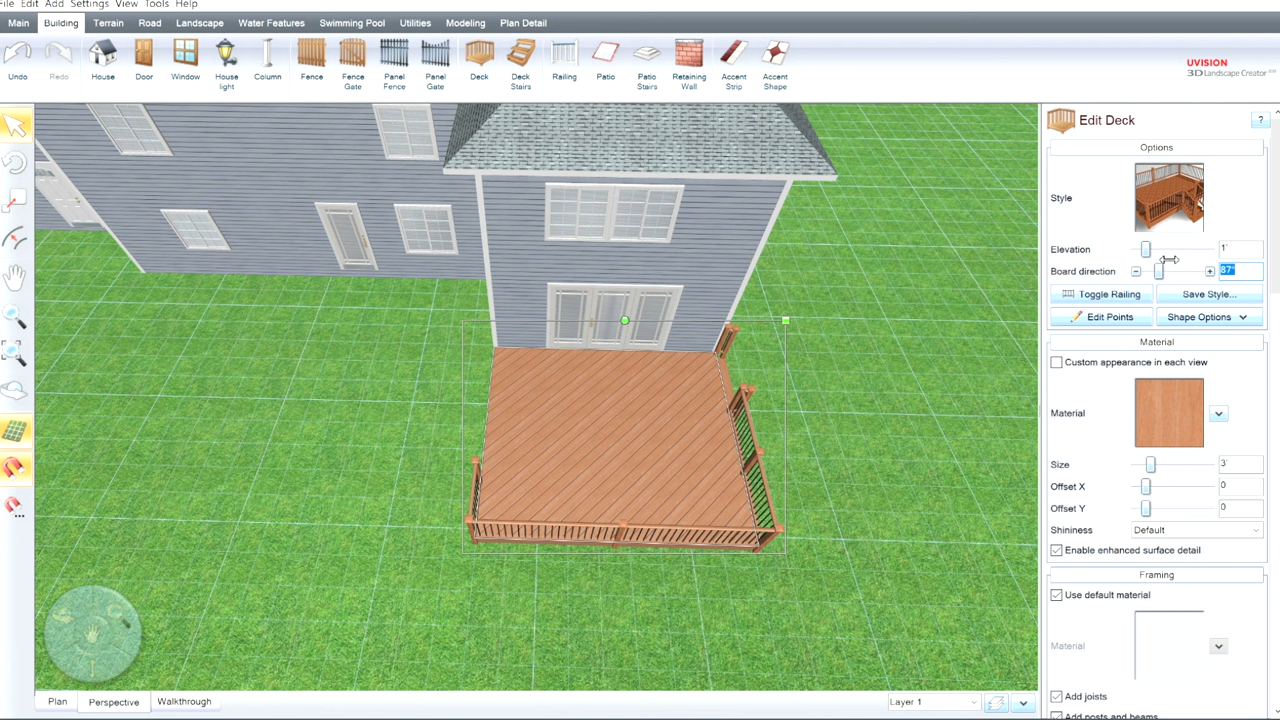 File Edit Add Settings View Tools Help
Main Building Terrain Road Landscape Water Features Swimming Pool Utilities Modeling Plan Detail
Undo Redo House Door Window House light Column Fence Fence Gate Panel Fence Panel Gate Deck Deck Stairs Railing Patio Patio Stairs Retaining Wall Accent Strip Accent Shape
UVISION
3D Landscape Creator
Edit Deck ?
Options
Style
Elevation 1'
Board direction - + 87°
Toggle Railing Save Style...
Edit Points Shape Options
Material
Custom appearance in each view
Material
Size 3'
Offset X 0
Offset Y 0
Shininess Default
Enable enhanced surface detail
Framing
Use default material
Material
Add joists
Add posts and beams
Plan Perspective Walkthrough Layer 1